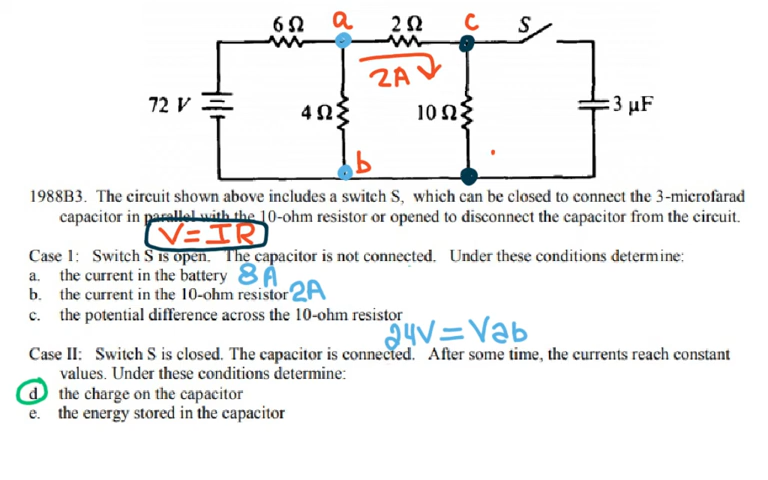 6Ω a 2Ω c S
2A
72 V 4Ω 10Ω 3 μF
b
1988B3. The circuit shown above includes a switch S, which can be closed to connect the 3-microfarad
capacitor in parallel with the 10-ohm resistor or opened to disconnect the capacitor from the circuit.
V=IR
Case 1: Switch S is open. The capacitor is not connected. Under these conditions determine:
a. the current in the battery 8A
b. the current in the 10-ohm resistor 2A
c. the potential difference across the 10-ohm resistor
24V=Vab
Case II: Switch S is closed. The capacitor is connected. After some time, the currents reach constant
values. Under these conditions determine:
d. the charge on the capacitor
e. the energy stored in the capacitor